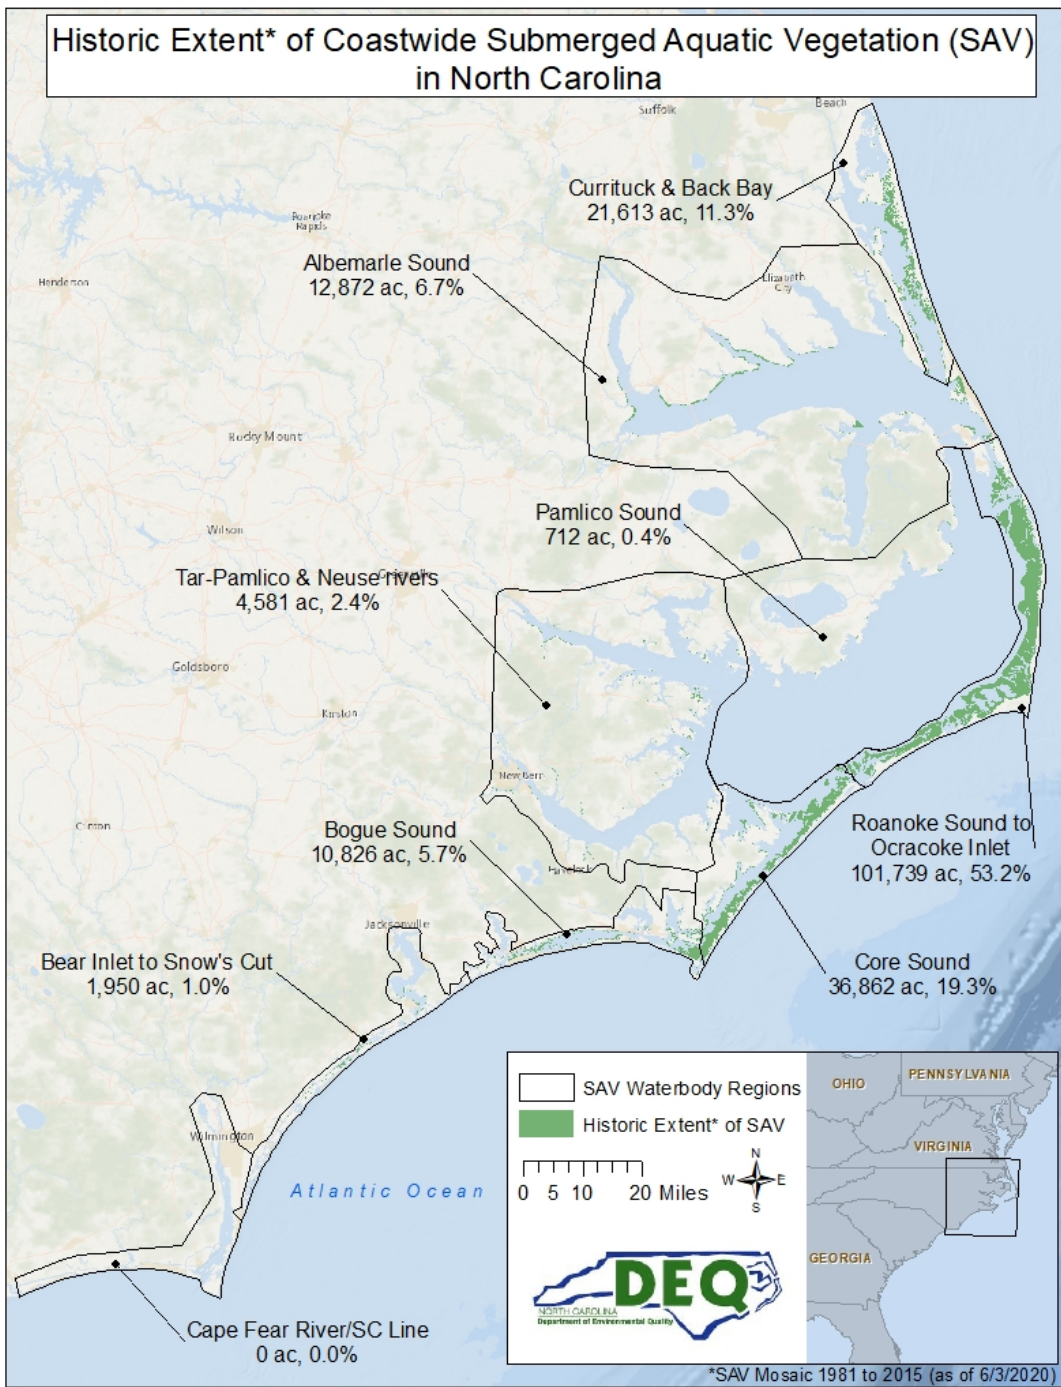 Historic Extent* of Coastwide Submerged Aquatic Vegetation (SAV)
in North Carolina
Beach
Suffolk
Currituck & Back Bay
21,613 ac, 11.3%
Roanoke
Rapids
Albemarle Sound
12,872 ac, 6.7%
Henderson
Elizabeth
City
Rocky Mount
Pamlico Sound
712 ac, 0.4%
Wilson
Tar-Pamlico & Neuse rivers
4,581 ac, 2.4%
Goldsboro
Kinston
New Bern
Clinton
Bogue Sound
10,826 ac, 5.7%
Roanoke Sound to
Ocracoke Inlet
101,739 ac, 53.2%
Havelock
Jacksonville
Bear Inlet to Snow's Cut
1,950 ac, 1.0%
Core Sound
36,862 ac, 19.3%
Wilmington
Atlantic Ocean
Cape Fear River/SC Line
0 ac, 0.0%
SAV Waterbody Regions
Historic Extent* of SAV
0 5 10 20 Miles
N
W E
S
OHIO
PENNSYLVANIA
VIRGINIA
GEORGIA
DEQ
NORTH CAROLINA
Department of Environmental Quality
*SAV Mosaic 1981 to 2015 (as of 6/3/2020)